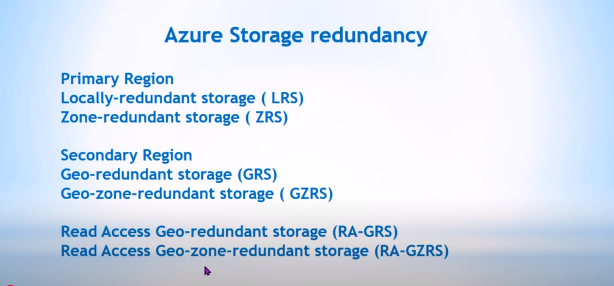 Azure Storage redundancy
Primary Region
Locally-redundant storage ( LRS)
Zone-redundant storage ( ZRS)
Secondary Region
Geo-redundant storage (GRS)
Geo-zone-redundant storage ( GZRS)
Read Access Geo-redundant storage (RA-GRS)
Read Access Geo-zone-redundant storage (RA-GZRS)